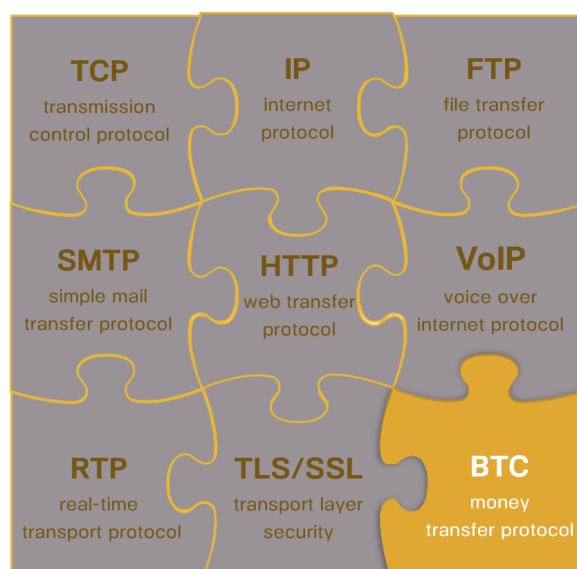 TCP
transmission
control protocol
IP
internet
protocol
FTP
file transfer
protocol
SMTP
simple mail
transfer protocol
HTTP
web transfer
protocol
VoIP
voice over
internet protocol
RTP
real-time
transport protocol
TLS/SSL
transport layer
security
BTC
money
transfer protocol